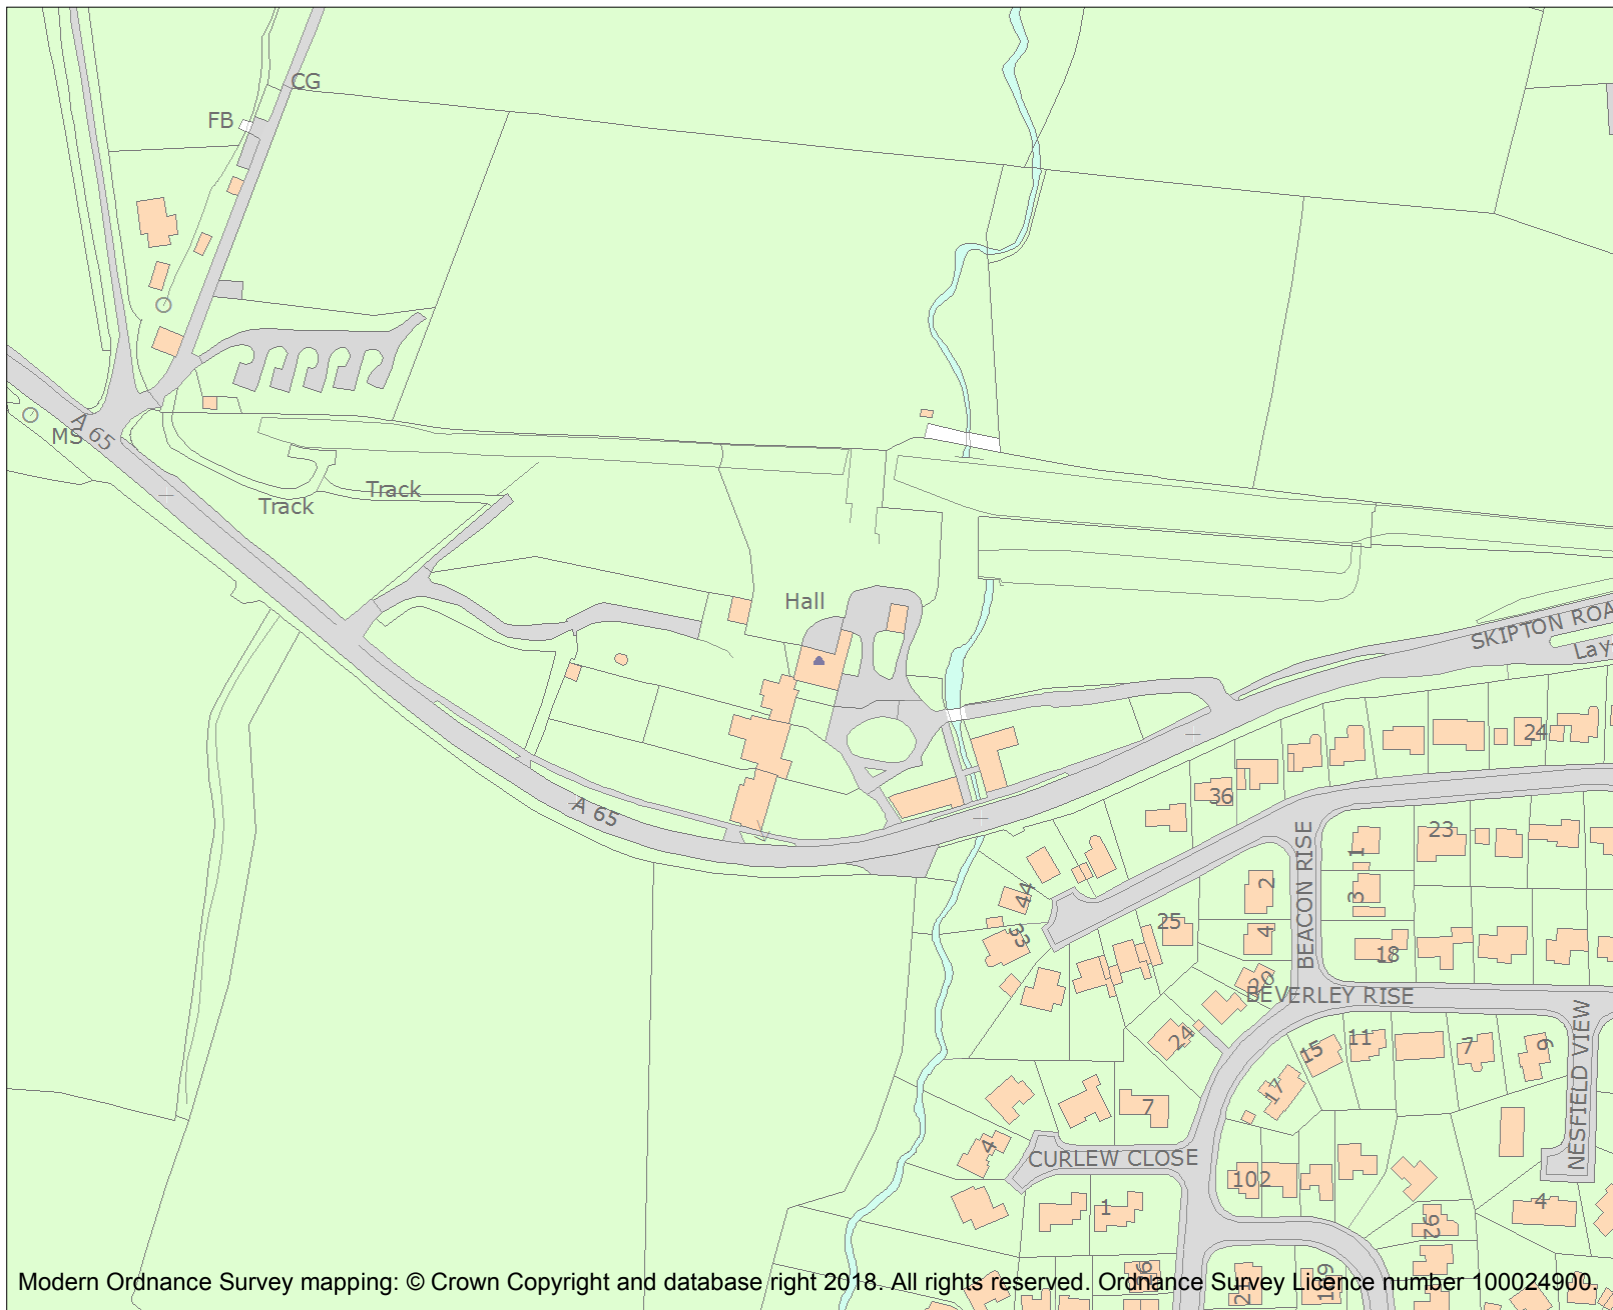 CG
FB
A 65
MS
Track
Track
Hall
SKIPTON ROA
Lay
24
36
A 65
23
BEACON RISE
1
2
3
44
25
4
33
18
20
BEVERLEY RISE
NESFIELD VIEW
24
15
11
7
9
17
7
4
CURLEW CLOSE
102
1
4
92
Modern Ordnance Survey mapping: © Crown Copyright and database right 2018. All rights reserved. Ordnance Survey Licence number 100024900.